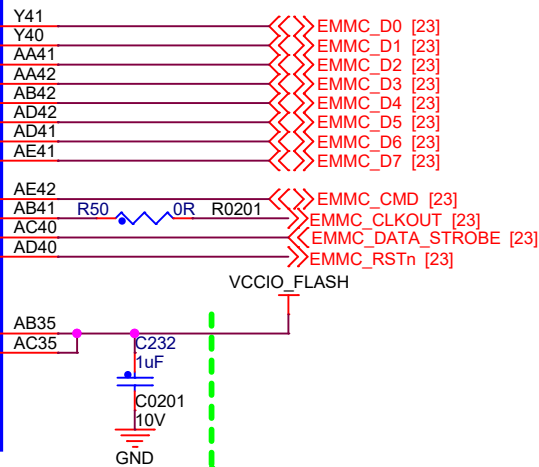 Y41 EMMC_D0 [23]
Y40 EMMC_D1 [23]
AA41 EMMC_D2 [23]
AA42 EMMC_D3 [23]
AB42 EMMC_D4 [23]
AD42 EMMC_D5 [23]
AD41 EMMC_D6 [23]
AE41 EMMC_D7 [23]
AE42 EMMC_CMD [23]
AB41 R50 0R R0201 EMMC_CLKOUT [23]
AC40 EMMC_DATA_STROBE [23]
AD40 EMMC_RSTn [23]
VCCIO_FLASH
AB35
AC35 C232
1uF
C0201
10V
GND